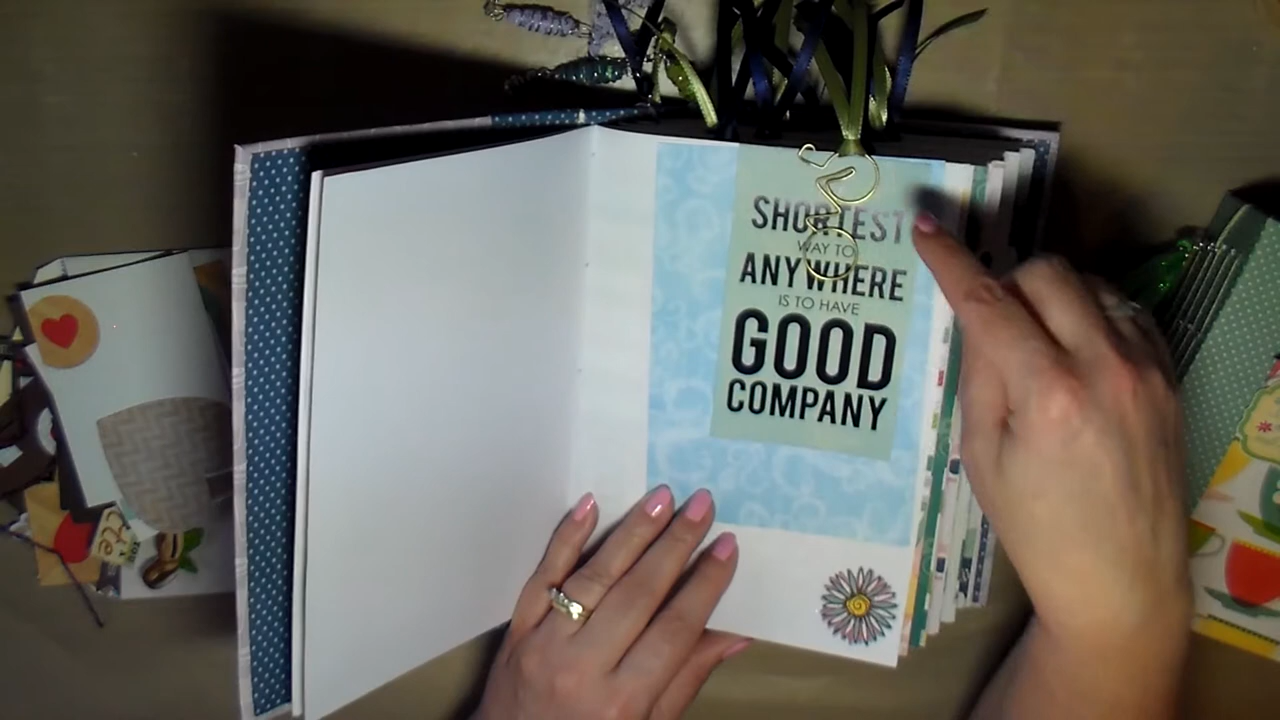 SHORTEST
WAY TO
ANYWHERE
IS TO HAVE
GOOD
COMPANY